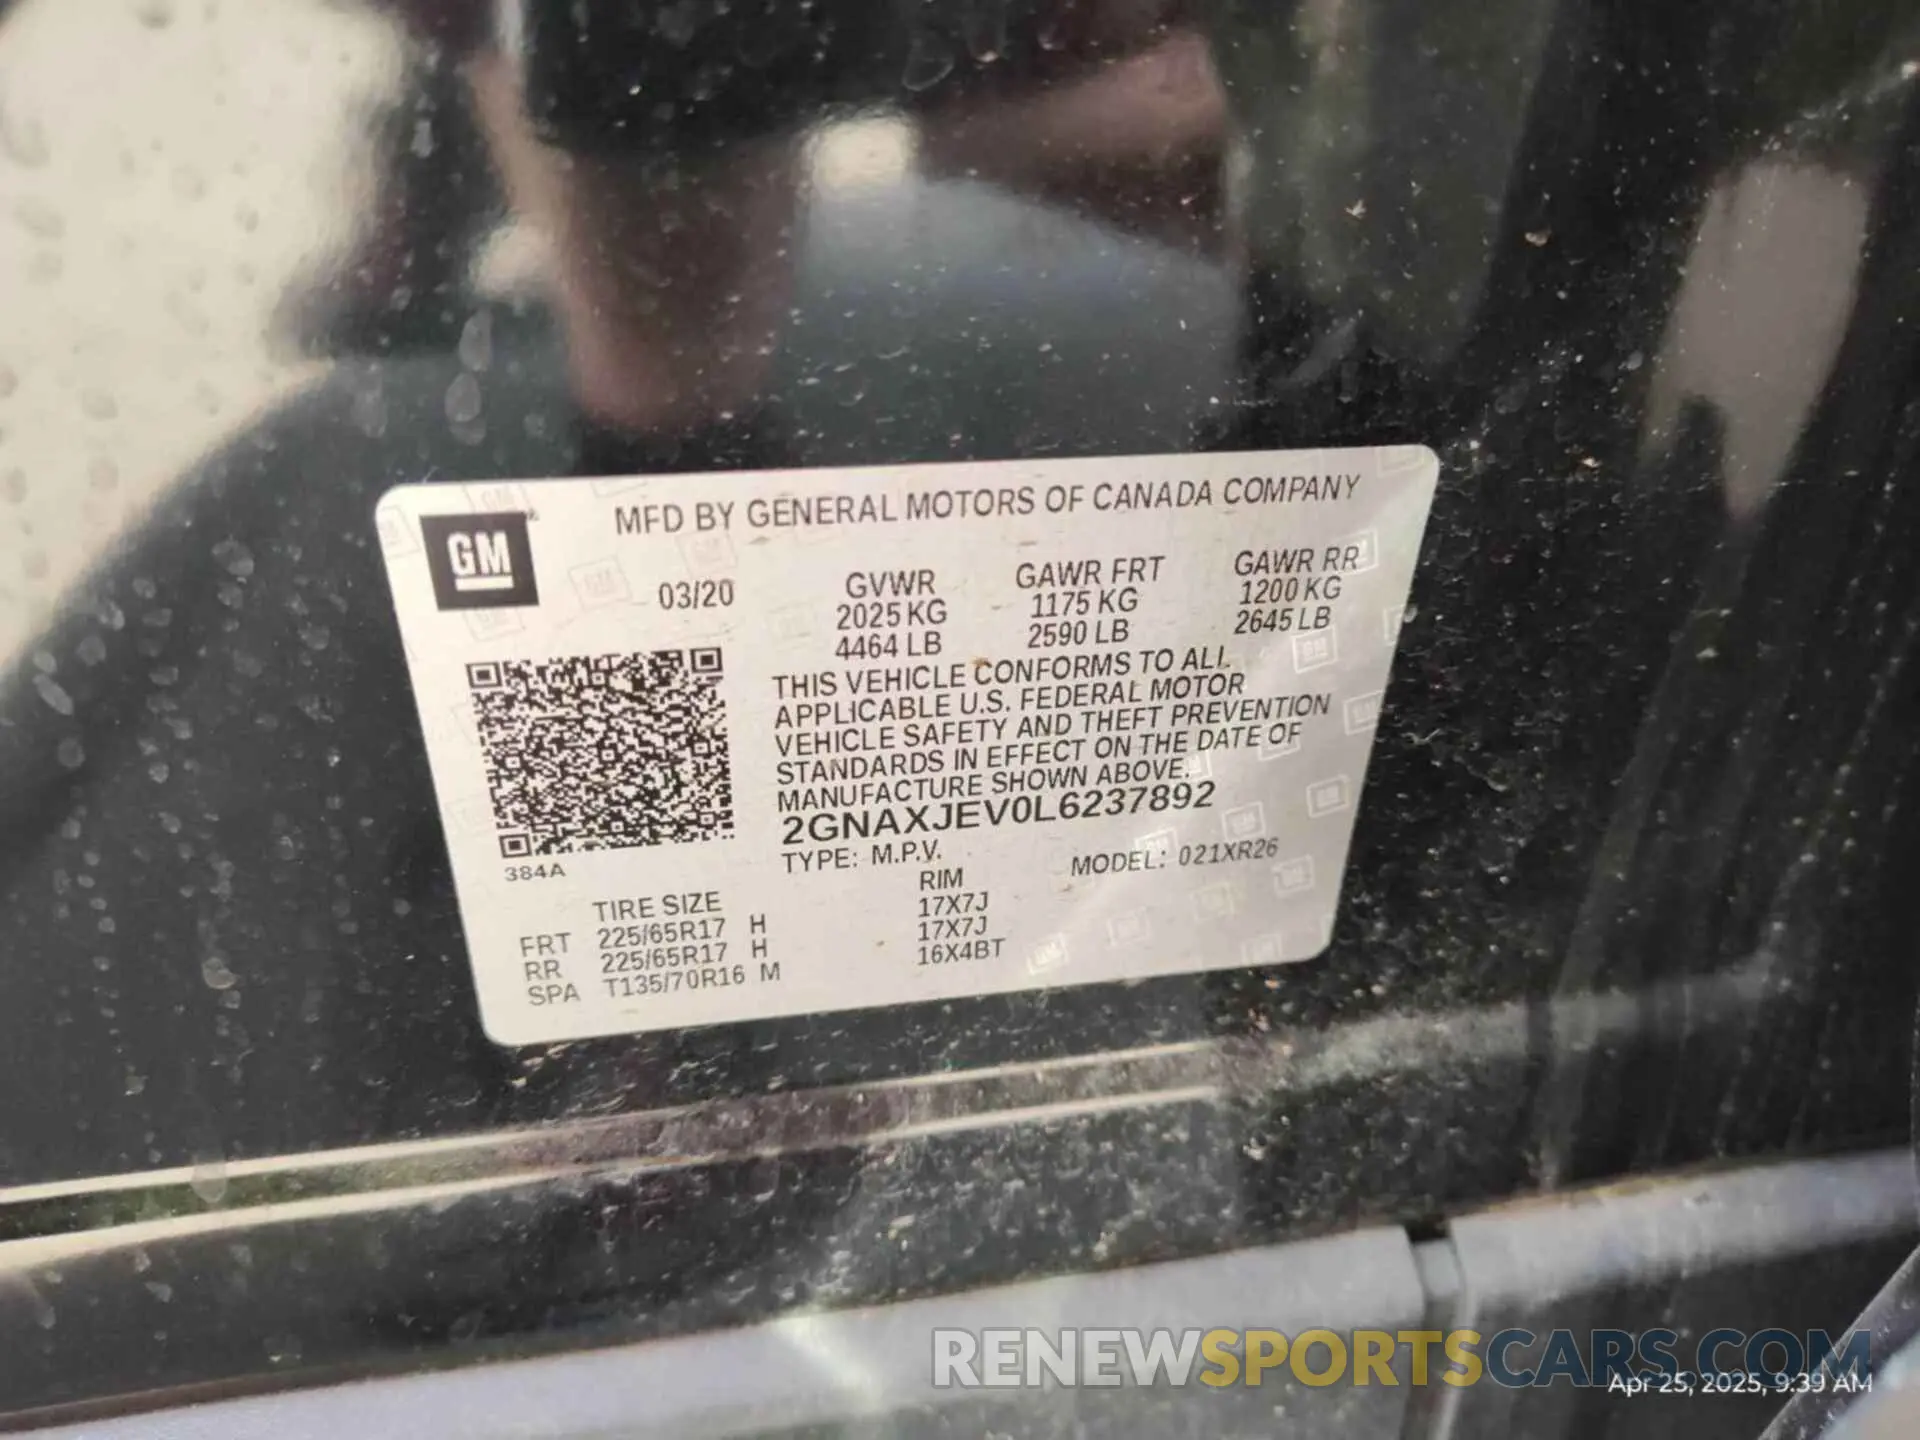 GM
MFD BY GENERAL MOTORS OF CANADA COMPANY
03/20
GVWR
2025 KG
4464 LB
GAWR FRT
1175 KG
2590 LB
GAWR RR
1200 KG
2645 LB
THIS VEHICLE CONFORMS TO ALL
APPLICABLE U.S. FEDERAL MOTOR
VEHICLE SAFETY AND THEFT PREVENTION
STANDARDS IN EFFECT ON THE DATE OF
MANUFACTURE SHOWN ABOVE.
2GNAXJEV0L6237892
TYPE: M.P.V. MODEL: 021XR26
384A
TIRE SIZE RIM
FRT 225/65R17 H 17X7J
RR 225/65R17 H 17X7J
SPA T135/70R16 M 16X4BT
RENEWSPORTSCARS.COM
Apr 25, 2025, 9:39 AM